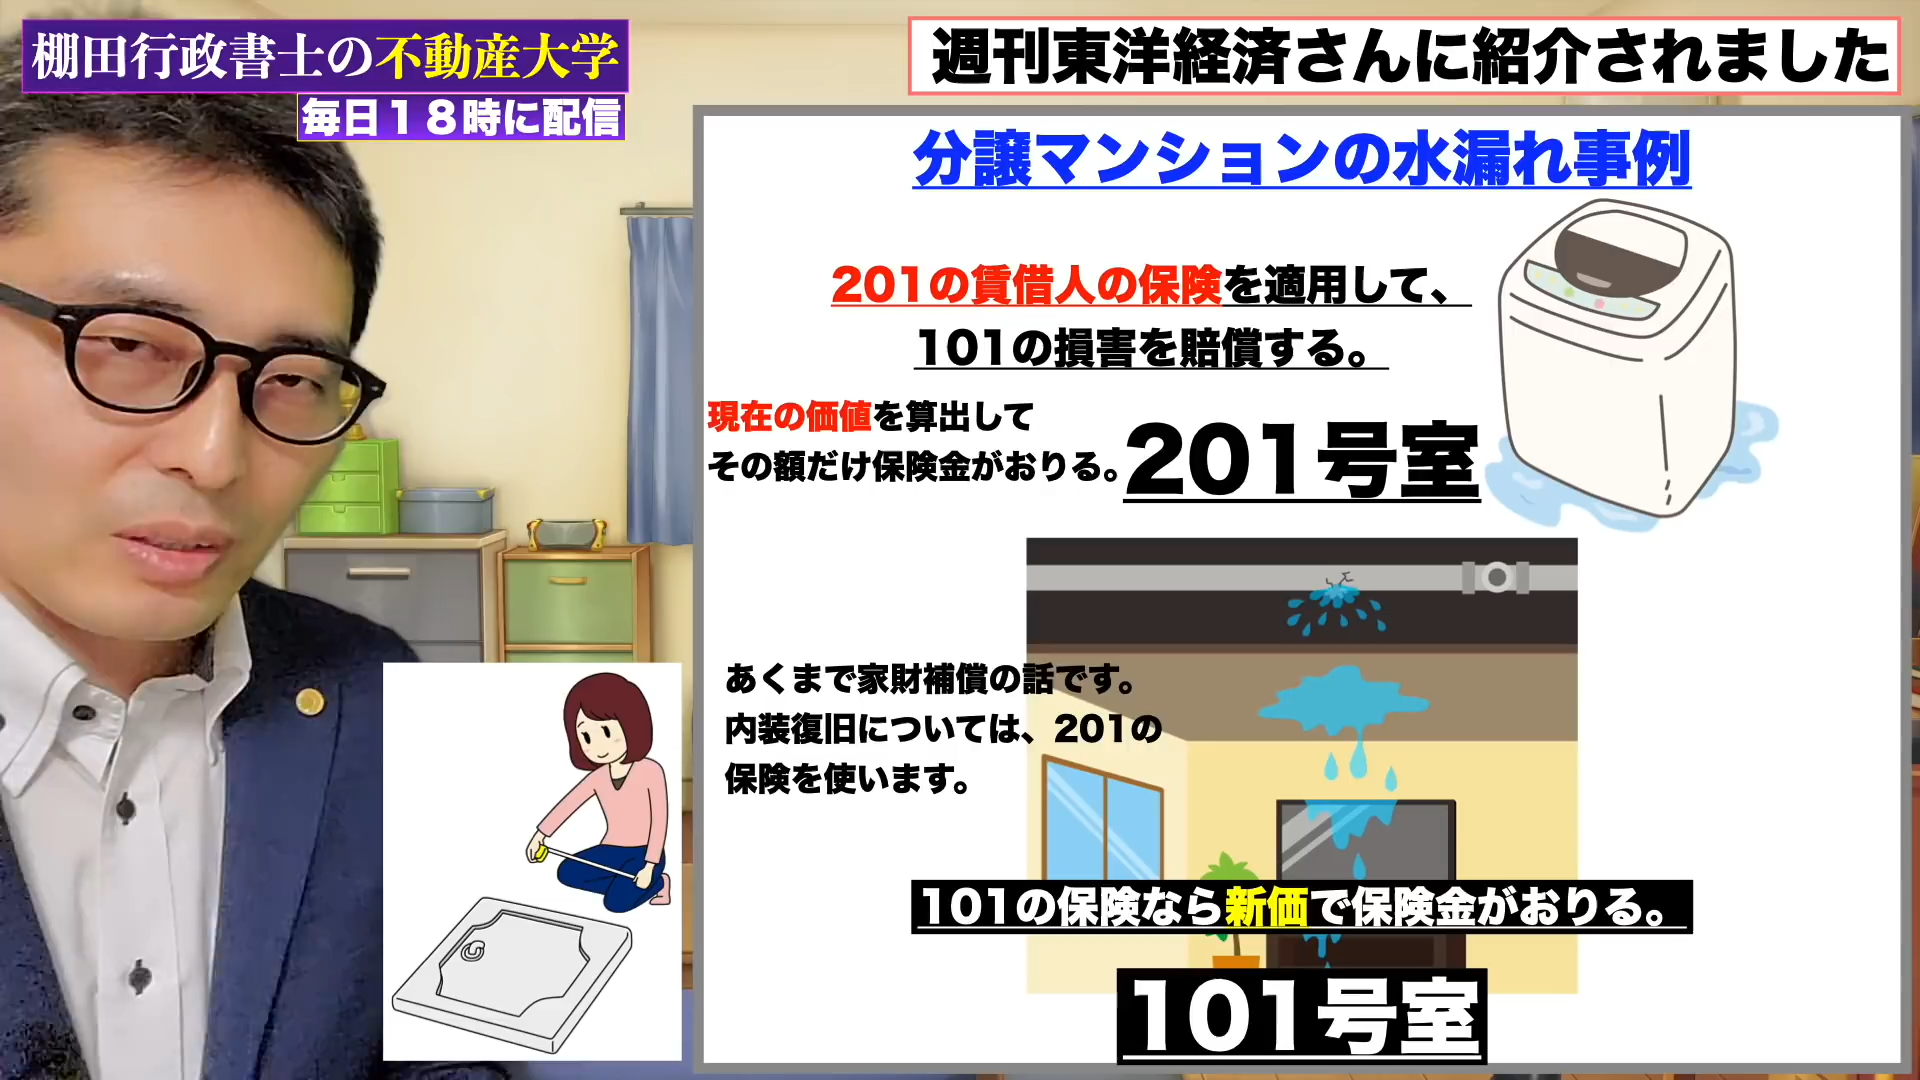 棚田行政書士の不動産大学
毎日18時に配信
週刊東洋経済さんに紹介されました
分譲マンションの水漏れ事例
201の賃借人の保険を適用して、
101の損害を賠償する。
現在の価値を算出して
その額だけ保険金がおりる。
201号室
あくまで家財補償の話です。
内装復旧については、201の
保険を使います。
101の保険なら新価で保険金がおりる。
101号室